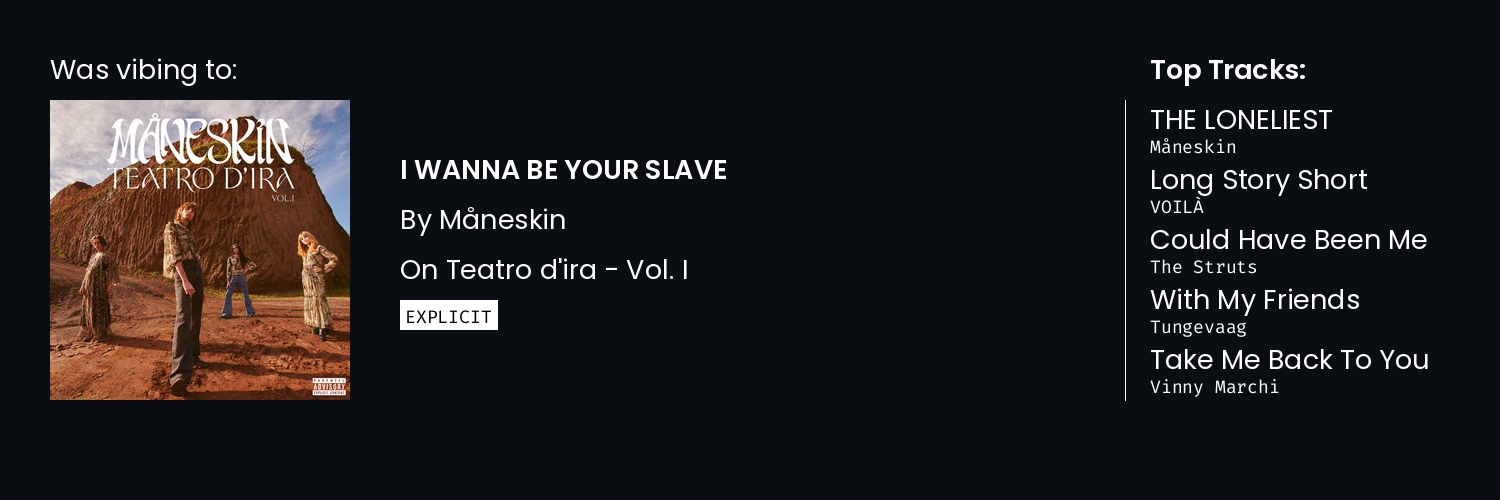 Was vibing to:
MÅNESKIN
TEATRO D'IRA
VOL.I
PARENTAL
ADVISORY
EXPLICIT CONTENT
I WANNA BE YOUR SLAVE
By Måneskin
On Teatro d'ira - Vol. I
EXPLICIT
Top Tracks:
THE LONELIEST
Måneskin
Long Story Short
VOILÀ
Could Have Been Me
The Struts
With My Friends
Tungevaag
Take Me Back To You
Vinny Marchi